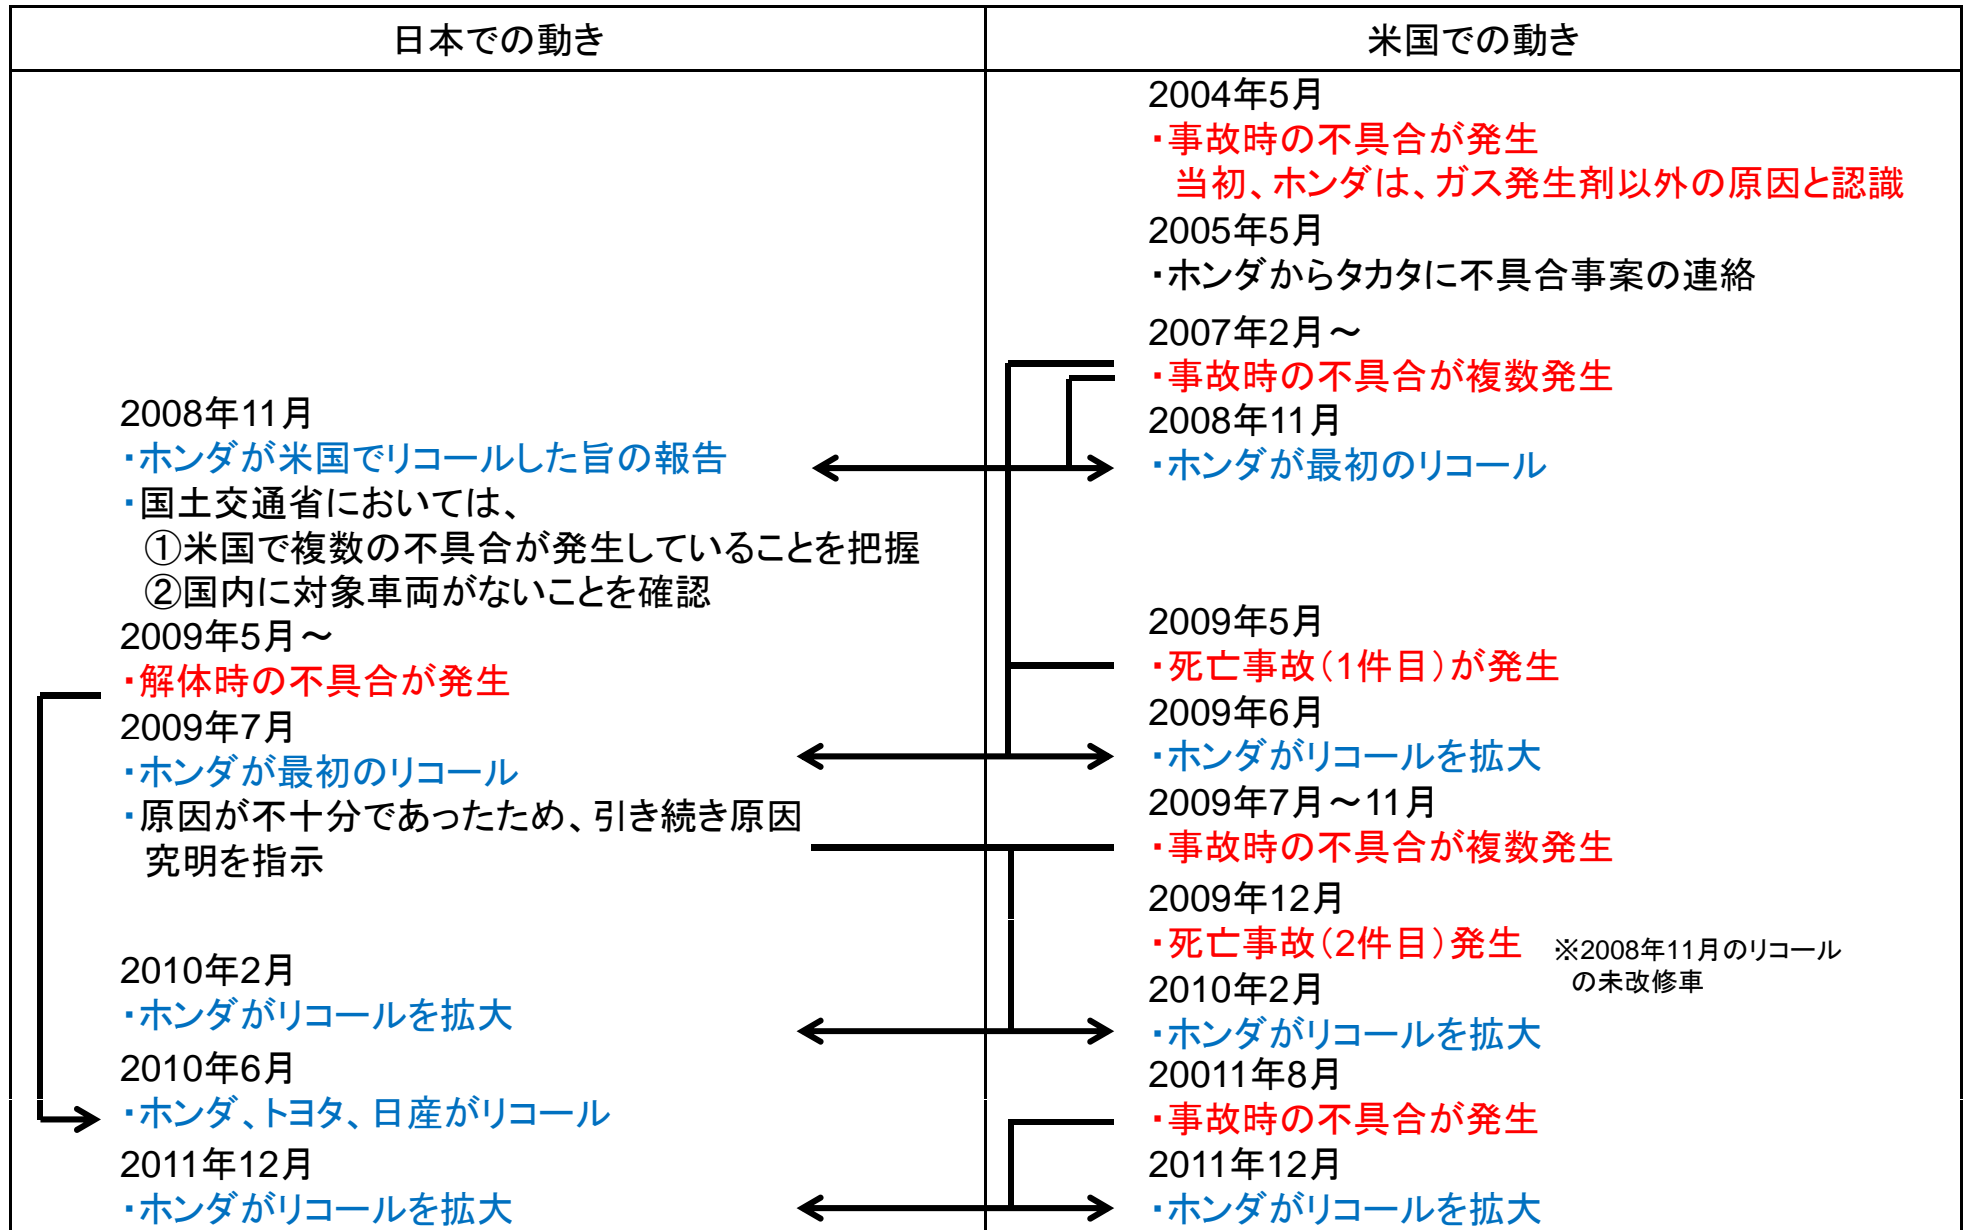 日本での動き
米国での動き
2008年11月
・ホンダが米国でリコールした旨の報告
・国土交通省においては、
①米国で複数の不具合が発生していることを把握
②国内に対象車両がないことを確認
2009年5月～
・解体時の不具合が発生
2009年7月
・ホンダが最初のリコール
・原因が不十分であったため、引き続き原因
究明を指示
2010年2月
・ホンダがリコールを拡大
2010年6月
・ホンダ、トヨタ、日産がリコール
2011年12月
・ホンダがリコールを拡大
2004年5月
・事故時の不具合が発生
当初、ホンダは、ガス発生剤以外の原因と認識
2005年5月
・ホンダからタカタに不具合事案の連絡
2007年2月～
・事故時の不具合が複数発生
2008年11月
・ホンダが最初のリコール
2009年5月
・死亡事故（1件目）が発生
2009年6月
・ホンダがリコールを拡大
2009年7月～11月
・事故時の不具合が複数発生
2009年12月
・死亡事故（2件目）発生
※2008年11月のリコール
の未改修車
2010年2月
・ホンダがリコールを拡大
20011年8月
・事故時の不具合が発生
2011年12月
・ホンダがリコールを拡大